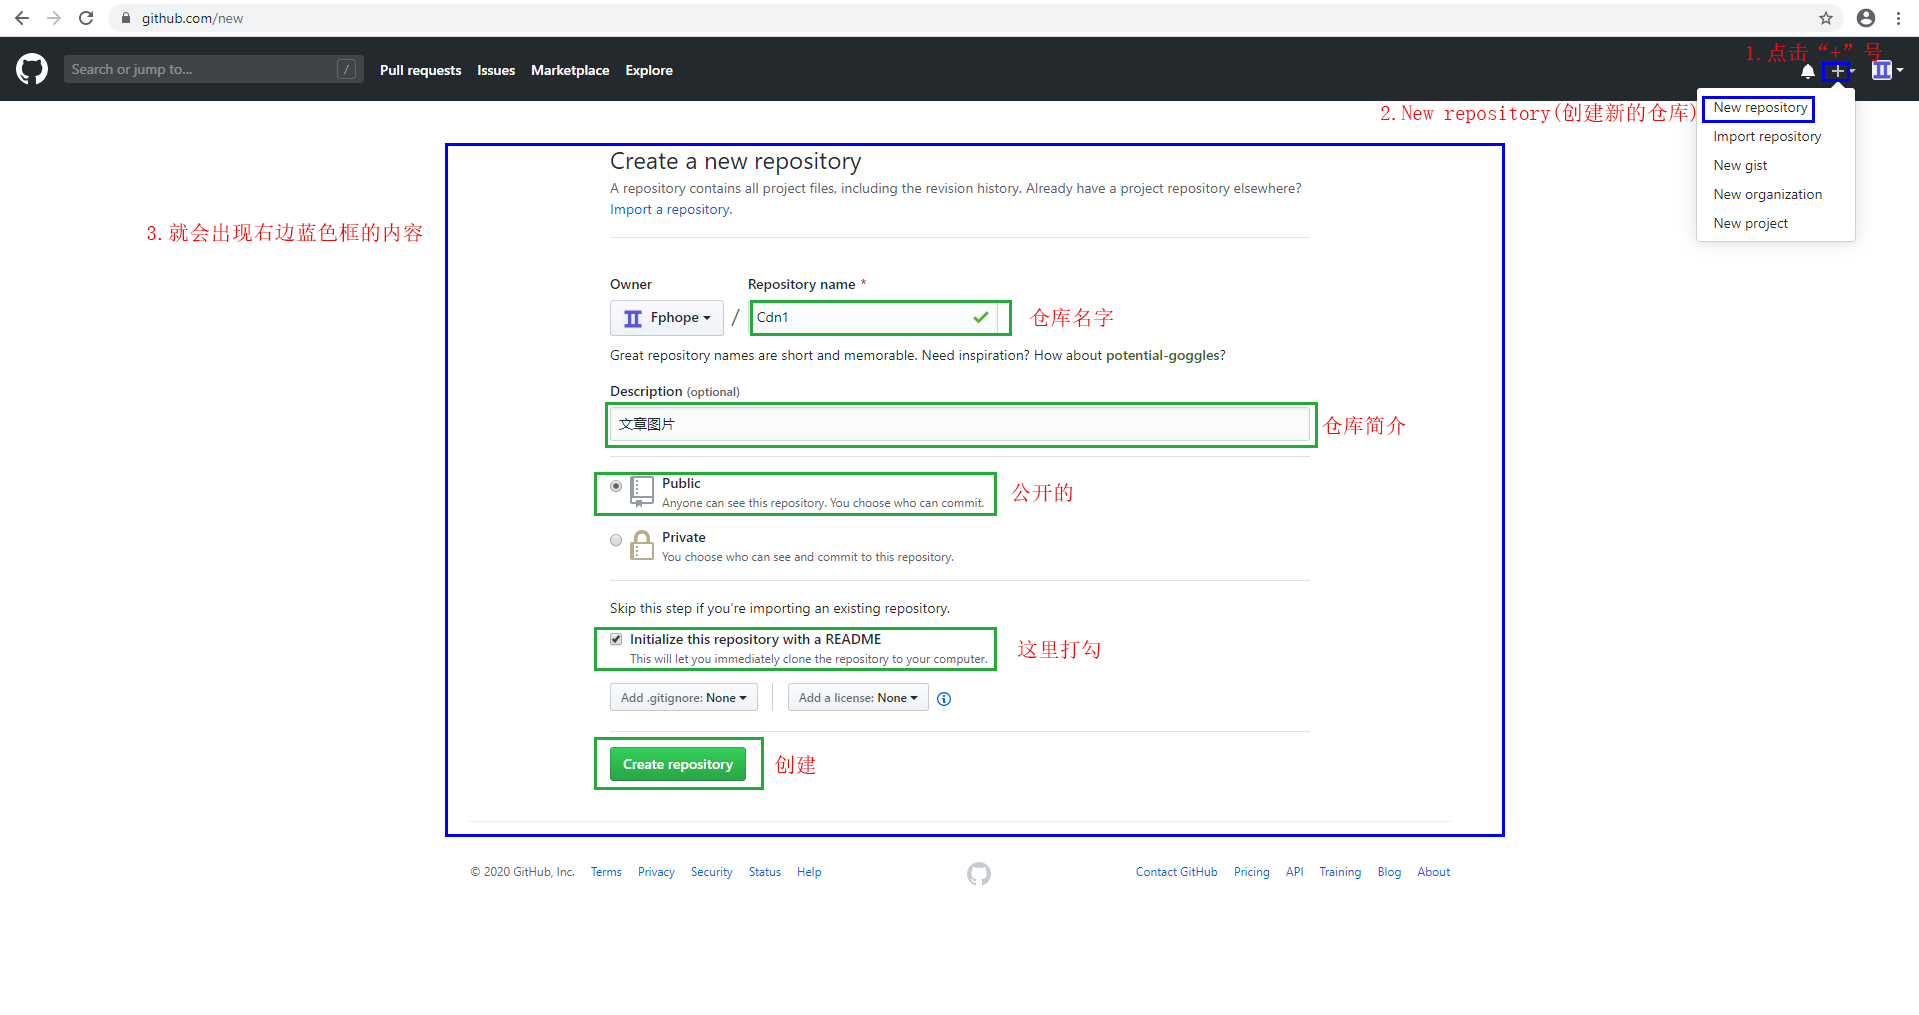 github.com/new
Search or jump to...
/
Pull requests
Issues
Marketplace
Explore
1.点击“+”号
2.New repository(创建新的仓库)
New repository
Import repository
New gist
New organization
New project
3.就会出现右边蓝色框的内容
Create a new repository
A repository contains all project files, including the revision history. Already have a project repository elsewhere?
Import a repository.
Owner
Repository name *
Fphope
/
Cdn1
仓库名字
Great repository names are short and memorable. Need inspiration? How about potential-goggles?
Description (optional)
文章图片
仓库简介
Public
Anyone can see this repository. You choose who can commit.
公开的
Private
You choose who can see and commit to this repository.
Skip this step if you’re importing an existing repository.
Initialize this repository with a README
This will let you immediately clone the repository to your computer.
这里打勾
Add .gitignore: None
Add a license: None
Create repository
创建
© 2020 GitHub, Inc.
Terms
Privacy
Security
Status
Help
Contact GitHub
Pricing
API
Training
Blog
About